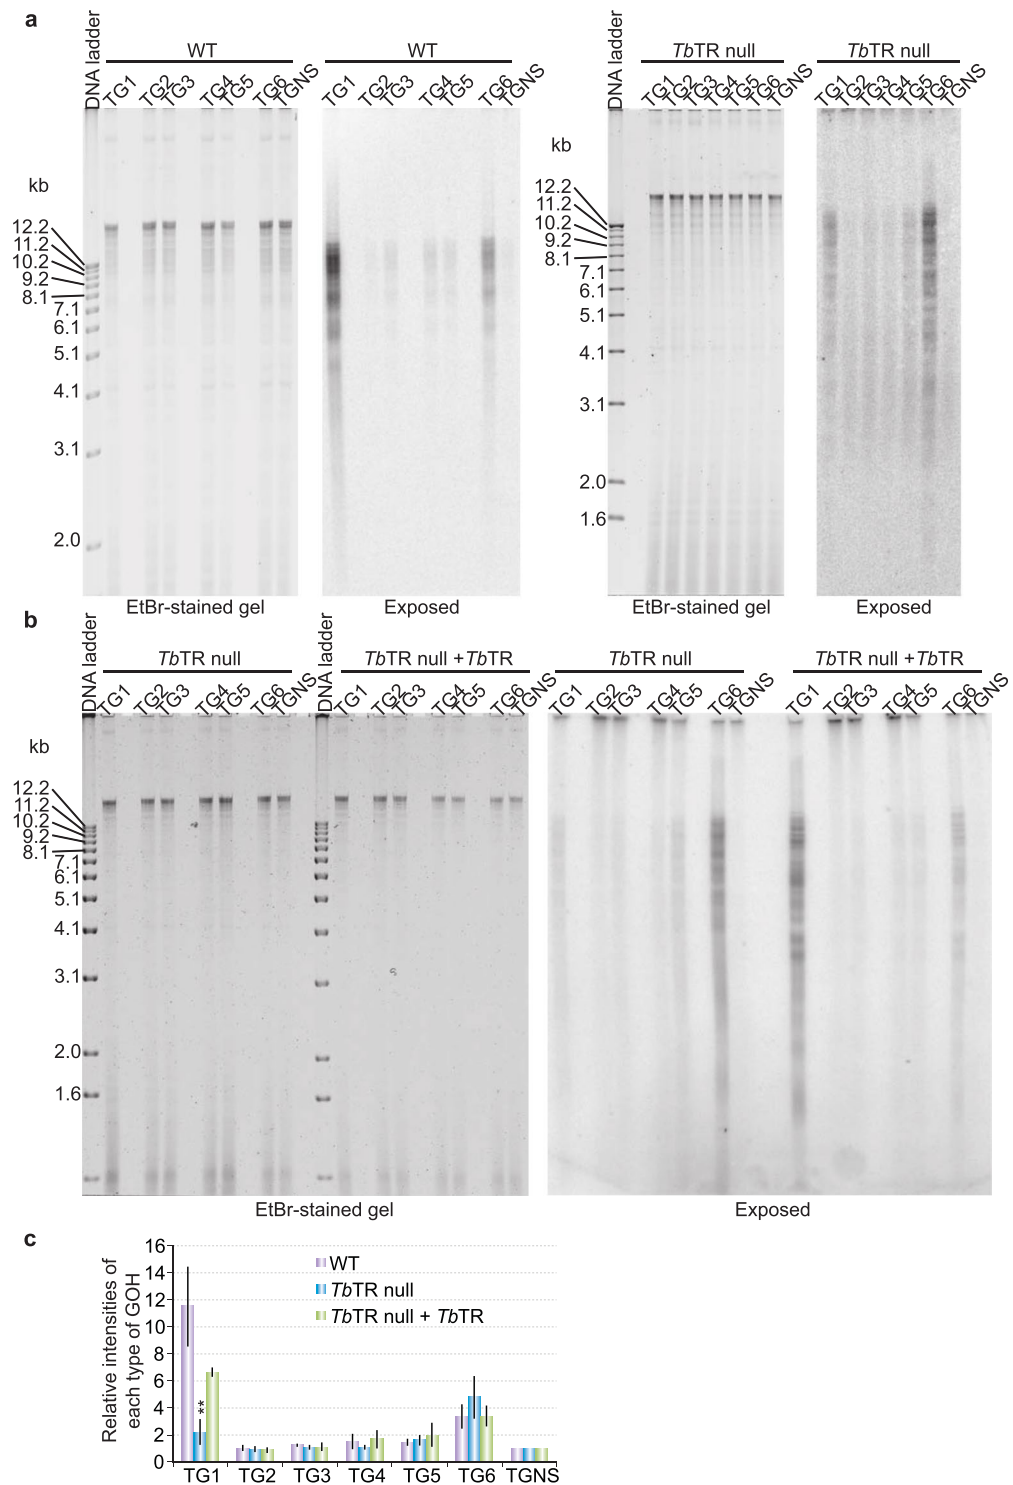 a
DNA ladder
WT
TG1 TG2 TG3 TG4 TG5 TG6 TGNS
WT
TG1 TG2 TG3 TG4 TG5 TG6 TGNS
DNA ladder
TbTR null
TG1 TG2 TG3 TG4 TG5 TG6 TGNS
TbTR null
TG1 TG2 TG3 TG4 TG5 TG6 TGNS
kb
12.2
11.2
10.2
9.2
8.1
7.1
6.1
5.1
4.1
3.1
2.0
kb
12.2
11.2
10.2
9.2
8.1
7.1
6.1
5.1
4.1
3.1
2.0
1.6
EtBr-stained gel
Exposed
EtBr-stained gel
Exposed
b
DNA ladder
TbTR null
TG1 TG2 TG3 TG4 TG5 TG6 TGNS
DNA ladder
TbTR null +TbTR
TG1 TG2 TG3 TG4 TG5 TG6 TGNS
TbTR null
TG1 TG2 TG3 TG4 TG5 TG6 TGNS
TbTR null +TbTR
TG1 TG2 TG3 TG4 TG5 TG6 TGNS
kb
12.2
11.2
10.2
9.2
8.1
7.1
6.1
5.1
4.1
3.1
2.0
1.6
EtBr-stained gel
Exposed
c
Relative intensities of
each type of GOH
16
14
12
10
8
6
4
2
0
WT
TbTR null
TbTR null + TbTR
**
TG1 TG2 TG3 TG4 TG5 TG6 TGNS